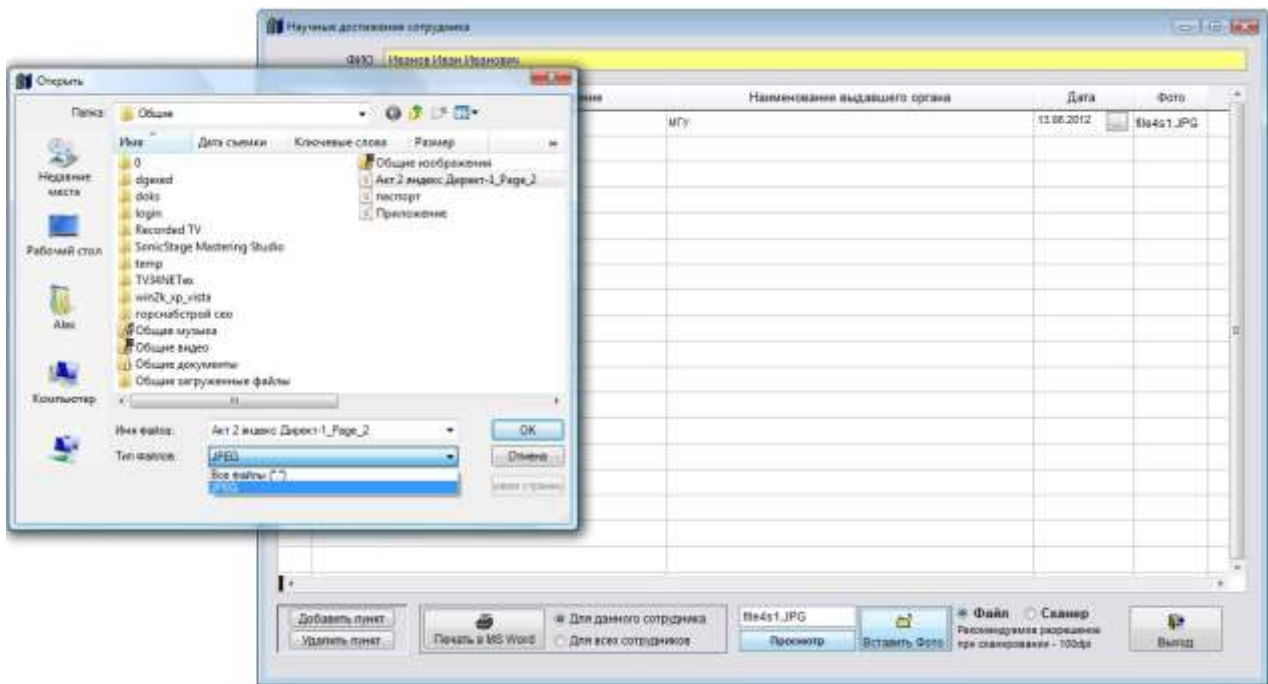 Научные достижения сотрудника
ФИО Иванов Иван Иванович
Наименование выдавшего органа Дата Фото
МГУ 13.06.2012 ... file4s1.JPG
Открыть
Папка: Общие
Имя Дата съемки Ключевые слова Размер
0
dgexed
doks
login
Recorded TV
SonicStage Mastering Studio
temp
TV34NETex
win2k_xp_vista
горснабстрой сео
Общая музыка
Общие видео
Общие документы
Общие загруженные файлы
Общие изображения
Акт 2 яндекс Директ-1_Page_2
паспорт
Приложение
Недавние места
Рабочий стол
Alex
Компьютер
Имя файла: Акт 2 яндекс Директ-1_Page_2 OK
Тип файлов: JPEG Отмена
Все файлы (*.*)
JPEG
Добавить пункт
Удалить пункт
Печать в MS Word
Для данного сотрудника
Для всех сотрудников
file4s1.JPG
Просмотр
Вставить Фото
Файл Сканер
Рекомендуемое разрешение
при сканировании - 100dpi
Выход